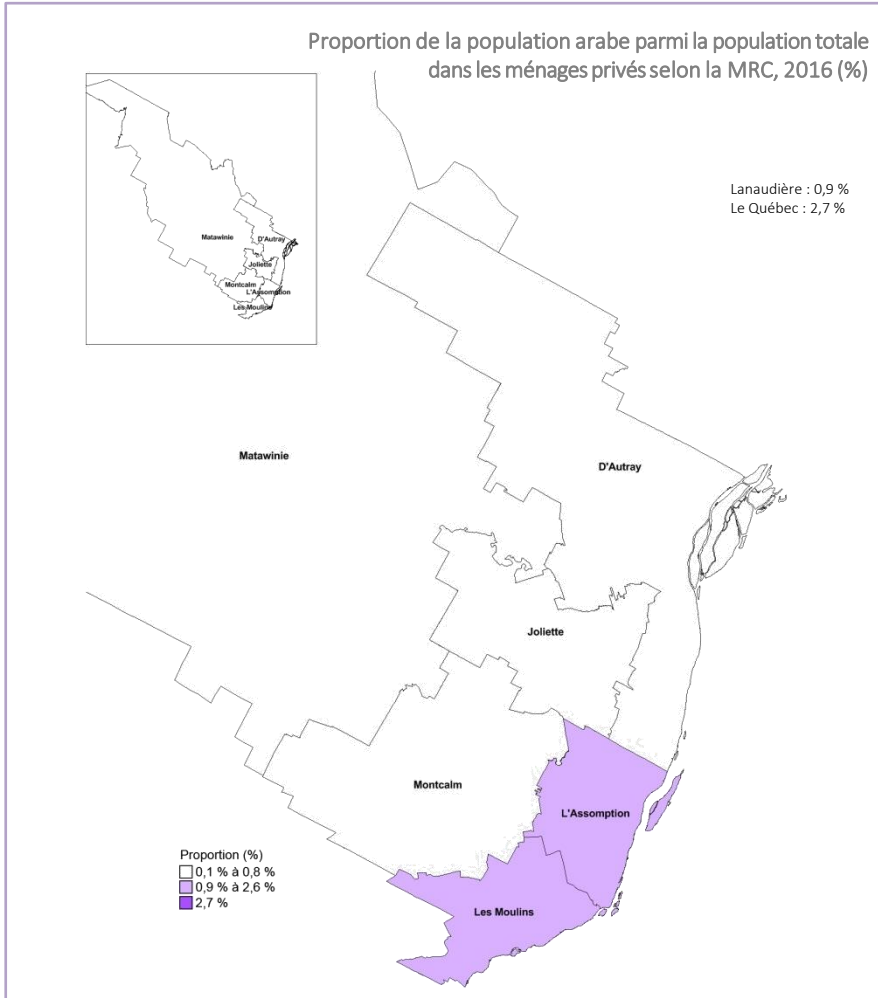 Proportion de la population arabe parmi la population totale
dans les ménages privés selon la MRC, 2016 (%)
Lanaudière : 0,9 %
Le Québec : 2,7 %
Matawinie
D'Autray
Joliette
Montcalm
L'Assomption
Les Moulins
Matawinie
D'Autray
Joliette
Montcalm
L'Assomption
Les Moulins
Proportion (%)
0,1 % à 0,8 %
0,9 % à 2,6 %
2,7 %